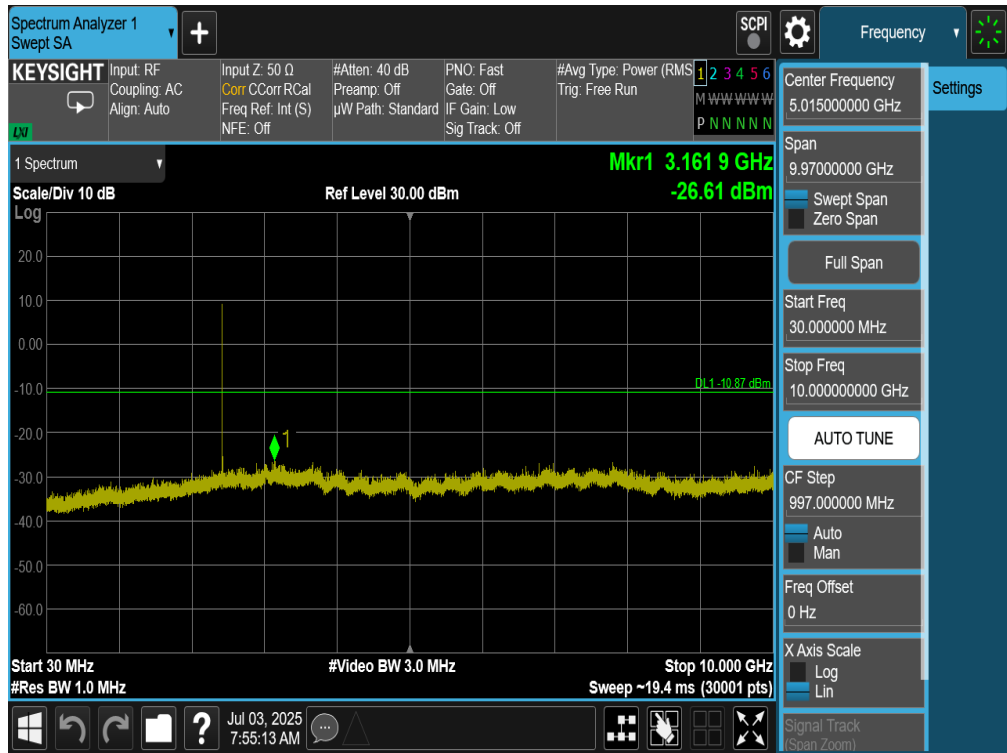 Spectrum Analyzer 1
Swept SA
+
SCPI
Frequency
KEYSIGHT
LXI
Input: RF
Coupling: AC
Align: Auto
Input Z: 50 Ω
Corr CCorr RCal
Freq Ref: Int (S)
NFE: Off
#Atten: 40 dB
Preamp: Off
µW Path: Standard
PNO: Fast
Gate: Off
IF Gain: Low
Sig Track: Off
#Avg Type: Power (RMS
Trig: Free Run
1 2 3 4 5 6
M W W W W W
P N N N N N
1 Spectrum
Scale/Div 10 dB
Ref Level 30.00 dBm
Mkr1 3.161 9 GHz
-26.61 dBm
Log
20.0
10.0
0.00
-10.0
-20.0
-30.0
-40.0
-50.0
-60.0
DL1 -10.87 dBm
1
Start 30 MHz
#Video BW 3.0 MHz
Stop 10.000 GHz
#Res BW 1.0 MHz
Sweep ~19.4 ms (30001 pts)
Jul 03, 2025
7:55:13 AM
Center Frequency
5.015000000 GHz
Span
9.97000000 GHz
Swept Span
Zero Span
Full Span
Start Freq
30.000000 MHz
Stop Freq
10.000000000 GHz
AUTO TUNE
CF Step
997.000000 MHz
Auto
Man
Freq Offset
0 Hz
X Axis Scale
Log
Lin
Signal Track
(Span Zoom)
Settings